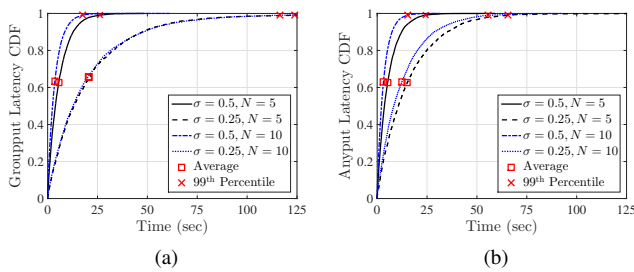 Groupput Latency CDF
1
0.8
0.6
0.4
0.2
0
0 25 50 75 100 125
Time (sec)
σ = 0.5, N = 5
σ = 0.25, N = 5
σ = 0.5, N = 10
σ = 0.25, N = 10
Average
99th Percentile
(a)
Anyput Latency CDF
1
0.8
0.6
0.4
0.2
0
0 25 50 75 100 125
Time (sec)
σ = 0.5, N = 5
σ = 0.25, N = 5
σ = 0.5, N = 10
σ = 0.25, N = 10
Average
99th Percentile
(b)